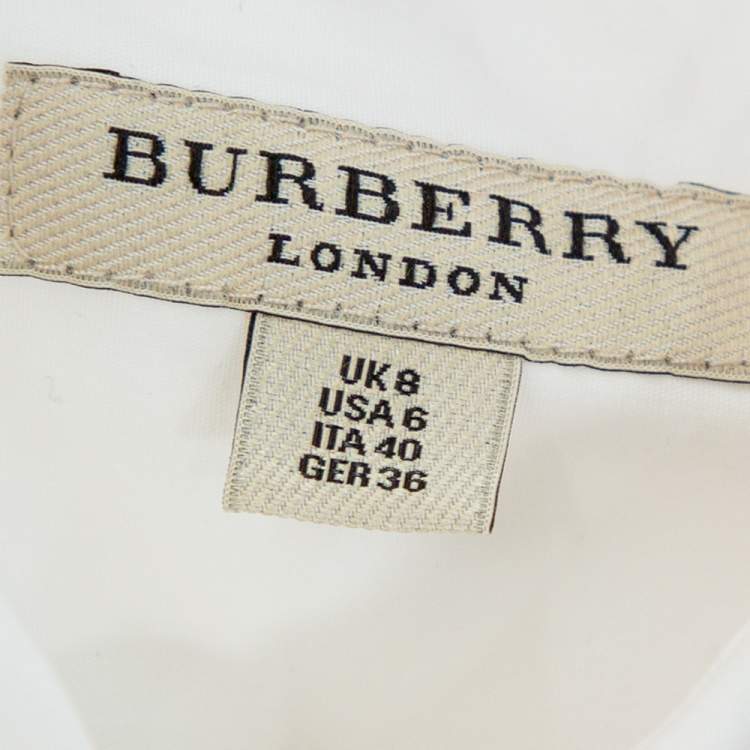 BURBERRY
LONDON
UK 8
USA 6
ITA 40
GER 36